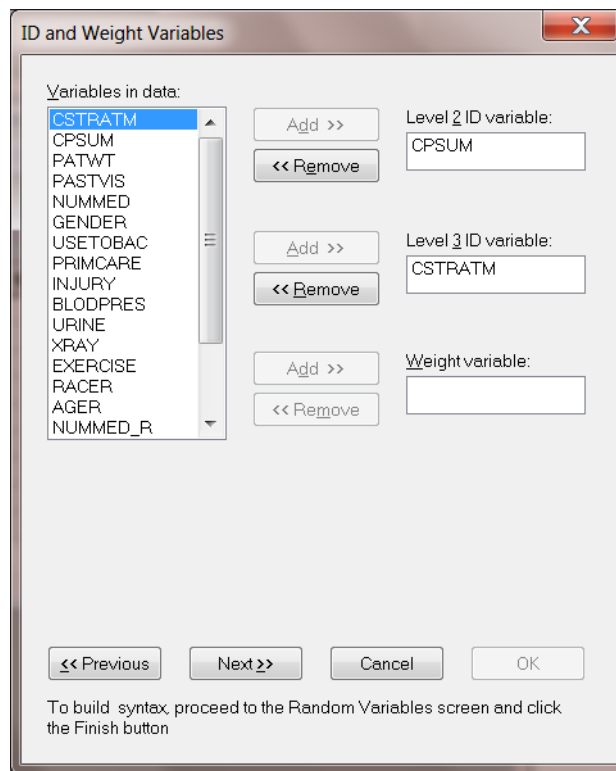 ID and Weight Variables
Variables in data:
CSTRATM
CPSUM
PATWT
PASTVIS
NUMMED
GENDER
USETOBAC
PRIMCARE
INJURY
BLODPRES
URINE
XRAY
EXERCISE
RACER
AGER
NUMMED_R
Add >>
<< Remove
Level 2 ID variable:
CPSUM
Add >>
<< Remove
Level 3 ID variable:
CSTRATM
Add >>
<< Remove
Weight variable:
<< Previous
Next >>
Cancel
OK
To build syntax, proceed to the Random Variables screen and click
the Finish button